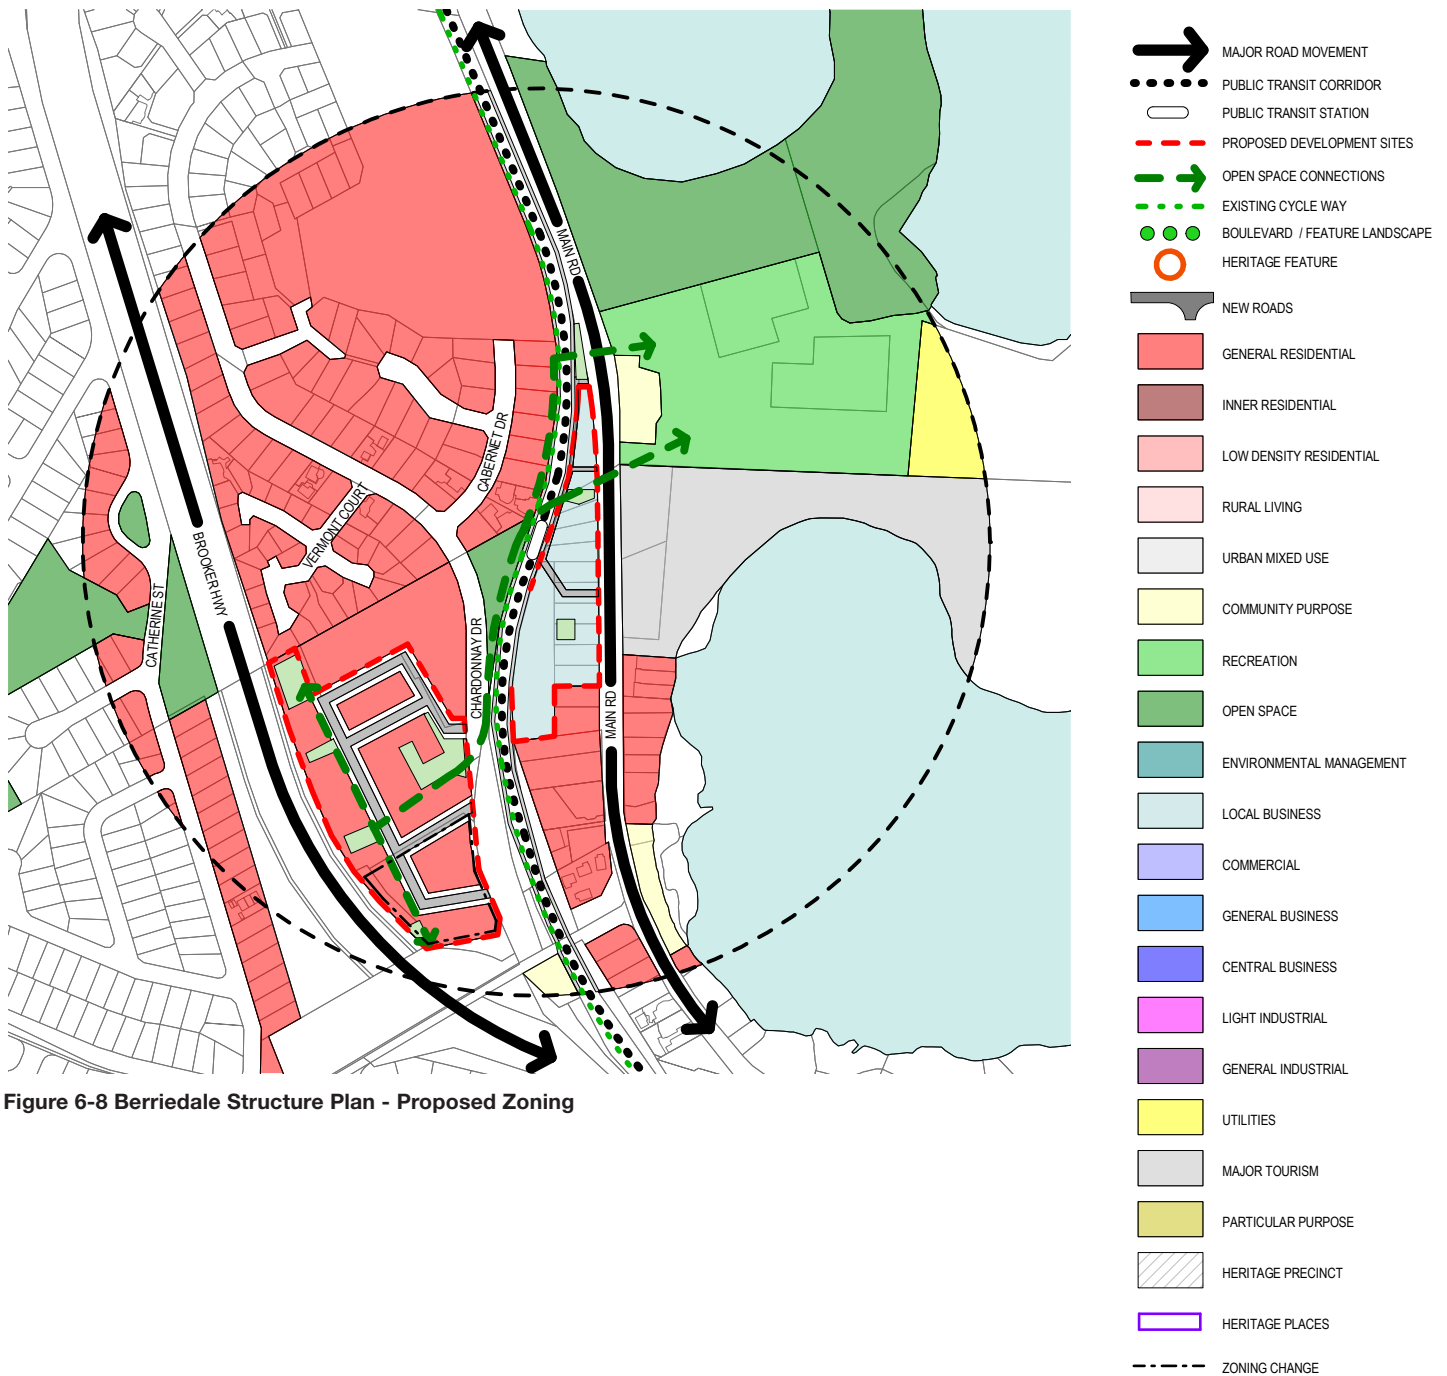 MAIN RD
CABERNET DR
VERMONT COURT
BROOKER HWY
CATHERINE ST
CHARDONNAY DR
MAIN RD
Figure 6-8 Berriedale Structure Plan - Proposed Zoning
MAJOR ROAD MOVEMENT
PUBLIC TRANSIT CORRIDOR
PUBLIC TRANSIT STATION
PROPOSED DEVELOPMENT SITES
OPEN SPACE CONNECTIONS
EXISTING CYCLE WAY
BOULEVARD / FEATURE LANDSCAPE
HERITAGE FEATURE
NEW ROADS
GENERAL RESIDENTIAL
INNER RESIDENTIAL
LOW DENSITY RESIDENTIAL
RURAL LIVING
URBAN MIXED USE
COMMUNITY PURPOSE
RECREATION
OPEN SPACE
ENVIRONMENTAL MANAGEMENT
LOCAL BUSINESS
COMMERCIAL
GENERAL BUSINESS
CENTRAL BUSINESS
LIGHT INDUSTRIAL
GENERAL INDUSTRIAL
UTILITIES
MAJOR TOURISM
PARTICULAR PURPOSE
HERITAGE PRECINCT
HERITAGE PLACES
ZONING CHANGE